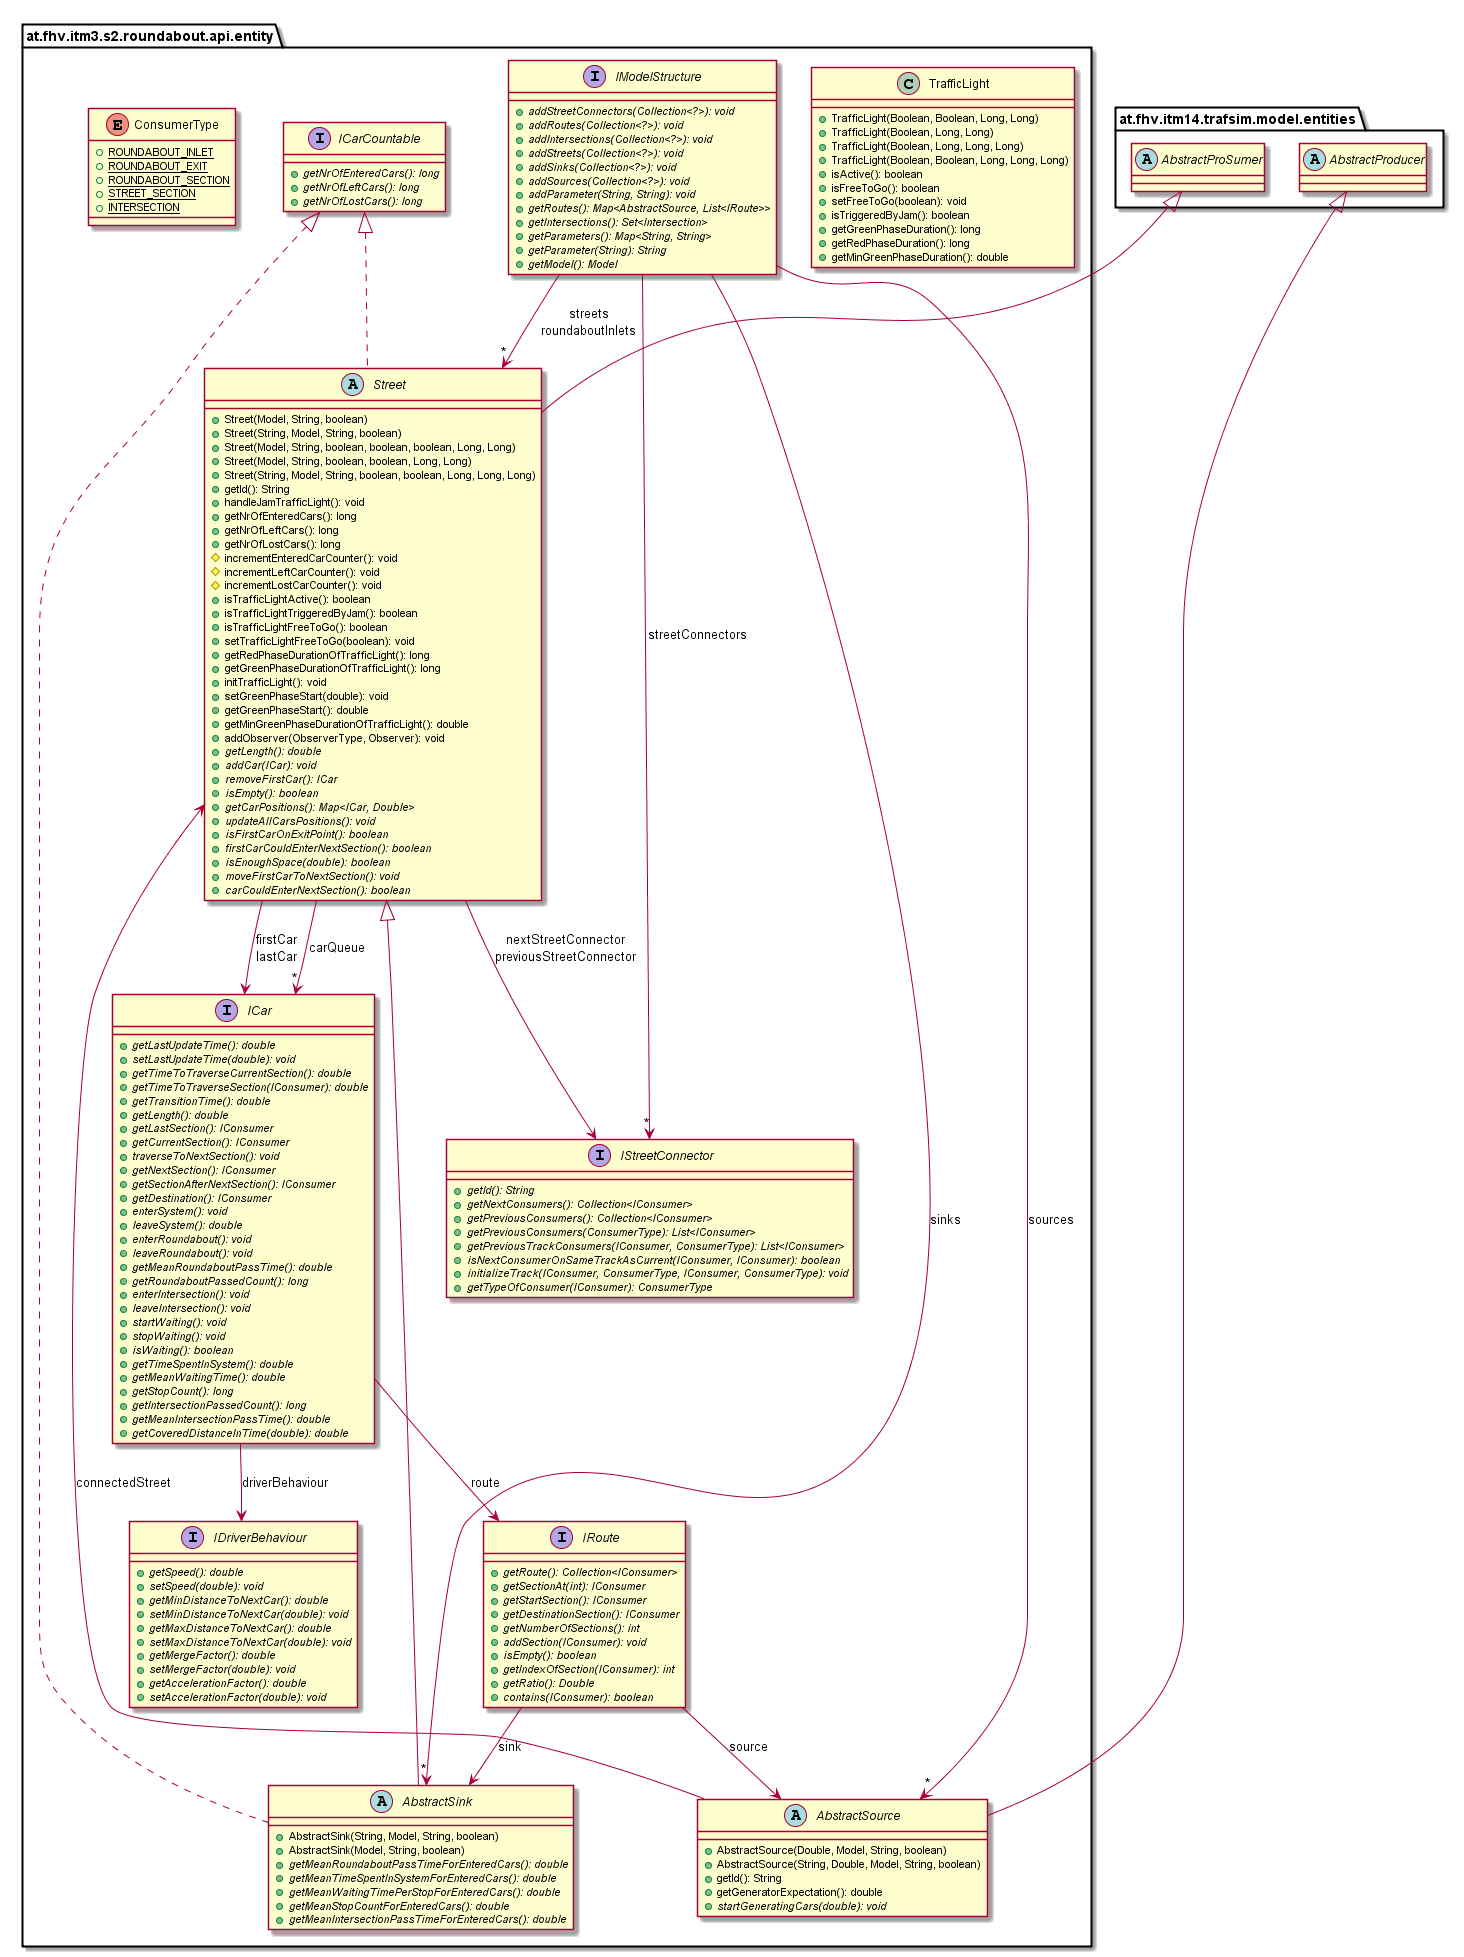 at.fhv.itm3.s2.roundabout.api.entity
I IModelStructure
addStreetConnectors(Collection<?>): void
addRoutes(Collection<?>): void
addIntersections(Collection<?>): void
addStreets(Collection<?>): void
addSinks(Collection<?>): void
addSources(Collection<?>): void
addParameter(String, String): void
getRoutes(): Map<AbstractSource, List<IRoute>>
getIntersections(): Set<Intersection>
getParameters(): Map<String, String>
getParameter(String): String
getModel(): Model
C TrafficLight
TrafficLight(Boolean, Boolean, Long, Long)
TrafficLight(Boolean, Long, Long)
TrafficLight(Boolean, Long, Long, Long)
TrafficLight(Boolean, Boolean, Long, Long, Long)
isActive(): boolean
isFreeToGo(): boolean
setFreeToGo(boolean): void
isTriggeredByJam(): boolean
getGreenPhaseDuration(): long
getRedPhaseDuration(): long
getMinGreenPhaseDuration(): double
E ConsumerType
ROUNDABOUT_INLET
ROUNDABOUT_EXIT
ROUNDABOUT_SECTION
STREET_SECTION
INTERSECTION
I ICarCountable
getNrOfEnteredCars(): long
getNrOfLeftCars(): long
getNrOfLostCars(): long
at.fhv.itm14.trafsim.model.entities
A AbstractProSumer
A AbstractProducer
streets
roundaboutInlets
*
A Street
Street(Model, String, boolean)
Street(String, Model, String, boolean)
Street(Model, String, boolean, boolean, boolean, Long, Long)
Street(Model, String, boolean, boolean, Long, Long)
Street(String, Model, String, boolean, boolean, Long, Long, Long)
getId(): String
handleJamTrafficLight(): void
getNrOfEnteredCars(): long
getNrOfLeftCars(): long
getNrOfLostCars(): long
incrementEnteredCarCounter(): void
incrementLeftCarCounter(): void
incrementLostCarCounter(): void
isTrafficLightActive(): boolean
isTrafficLightTriggeredByJam(): boolean
isTrafficLightFreeToGo(): boolean
setTrafficLightFreeToGo(boolean): void
getRedPhaseDurationOfTrafficLight(): long
getGreenPhaseDurationOfTrafficLight(): long
initTrafficLight(): void
setGreenPhaseStart(double): void
getGreenPhaseStart(): double
getMinGreenPhaseDurationOfTrafficLight(): double
addObserver(ObserverType, Observer): void
getLength(): double
addCar(ICar): void
removeFirstCar(): ICar
isEmpty(): boolean
getCarPositions(): Map<ICar, Double>
updateAllCarsPositions(): void
isFirstCarOnExitPoint(): boolean
firstCarCouldEnterNextSection(): boolean
isEnoughSpace(double): boolean
moveFirstCarToNextSection(): void
carCouldEnterNextSection(): boolean
streetConnectors
firstCar
lastCar
carQueue
*
nextStreetConnector
previousStreetConnector
I ICar
getLastUpdateTime(): double
setLastUpdateTime(double): void
getTimeToTraverseCurrentSection(): double
getTimeToTraverseSection(IConsumer): double
getTransitionTime(): double
getLength(): double
getLastSection(): IConsumer
getCurrentSection(): IConsumer
traverseToNextSection(): void
getNextSection(): IConsumer
getSectionAfterNextSection(): IConsumer
getDestination(): IConsumer
enterSystem(): void
leaveSystem(): double
enterRoundabout(): void
leaveRoundabout(): void
getMeanRoundaboutPassTime(): double
getRoundaboutPassedCount(): long
enterIntersection(): void
leaveIntersection(): void
startWaiting(): void
stopWaiting(): void
isWaiting(): boolean
getTimeSpentInSystem(): double
getMeanWaitingTime(): double
getStopCount(): long
getIntersectionPassedCount(): long
getMeanIntersectionPassTime(): double
getCoveredDistanceInTime(double): double
*
I IStreetConnector
getId(): String
getNextConsumers(): Collection<IConsumer>
getPreviousConsumers(): Collection<IConsumer>
getPreviousConsumers(ConsumerType): List<IConsumer>
getPreviousTrackConsumers(IConsumer, ConsumerType): List<IConsumer>
isNextConsumerOnSameTrackAsCurrent(IConsumer, IConsumer): boolean
initializeTrack(IConsumer, ConsumerType, IConsumer, ConsumerType): void
getTypeOfConsumer(IConsumer): ConsumerType
sinks
sources
connectedStreet
driverBehaviour
route
I IDriverBehaviour
getSpeed(): double
setSpeed(double): void
getMinDistanceToNextCar(): double
setMinDistanceToNextCar(double): void
getMaxDistanceToNextCar(): double
setMaxDistanceToNextCar(double): void
getMergeFactor(): double
setMergeFactor(double): void
getAccelerationFactor(): double
setAccelerationFactor(double): void
I IRoute
getRoute(): Collection<IConsumer>
getSectionAt(int): IConsumer
getStartSection(): IConsumer
getDestinationSection(): IConsumer
getNumberOfSections(): int
addSection(IConsumer): void
isEmpty(): boolean
getIndexOfSection(IConsumer): int
getRatio(): Double
contains(IConsumer): boolean
sink
source
*
*
A AbstractSink
AbstractSink(String, Model, String, boolean)
AbstractSink(Model, String, boolean)
getMeanRoundaboutPassTimeForEnteredCars(): double
getMeanTimeSpentInSystemForEnteredCars(): double
getMeanWaitingTimePerStopForEnteredCars(): double
getMeanStopCountForEnteredCars(): double
getMeanIntersectionPassTimeForEnteredCars(): double
A AbstractSource
AbstractSource(Double, Model, String, boolean)
AbstractSource(String, Double, Model, String, boolean)
getId(): String
getGeneratorExpectation(): double
startGeneratingCars(double): void